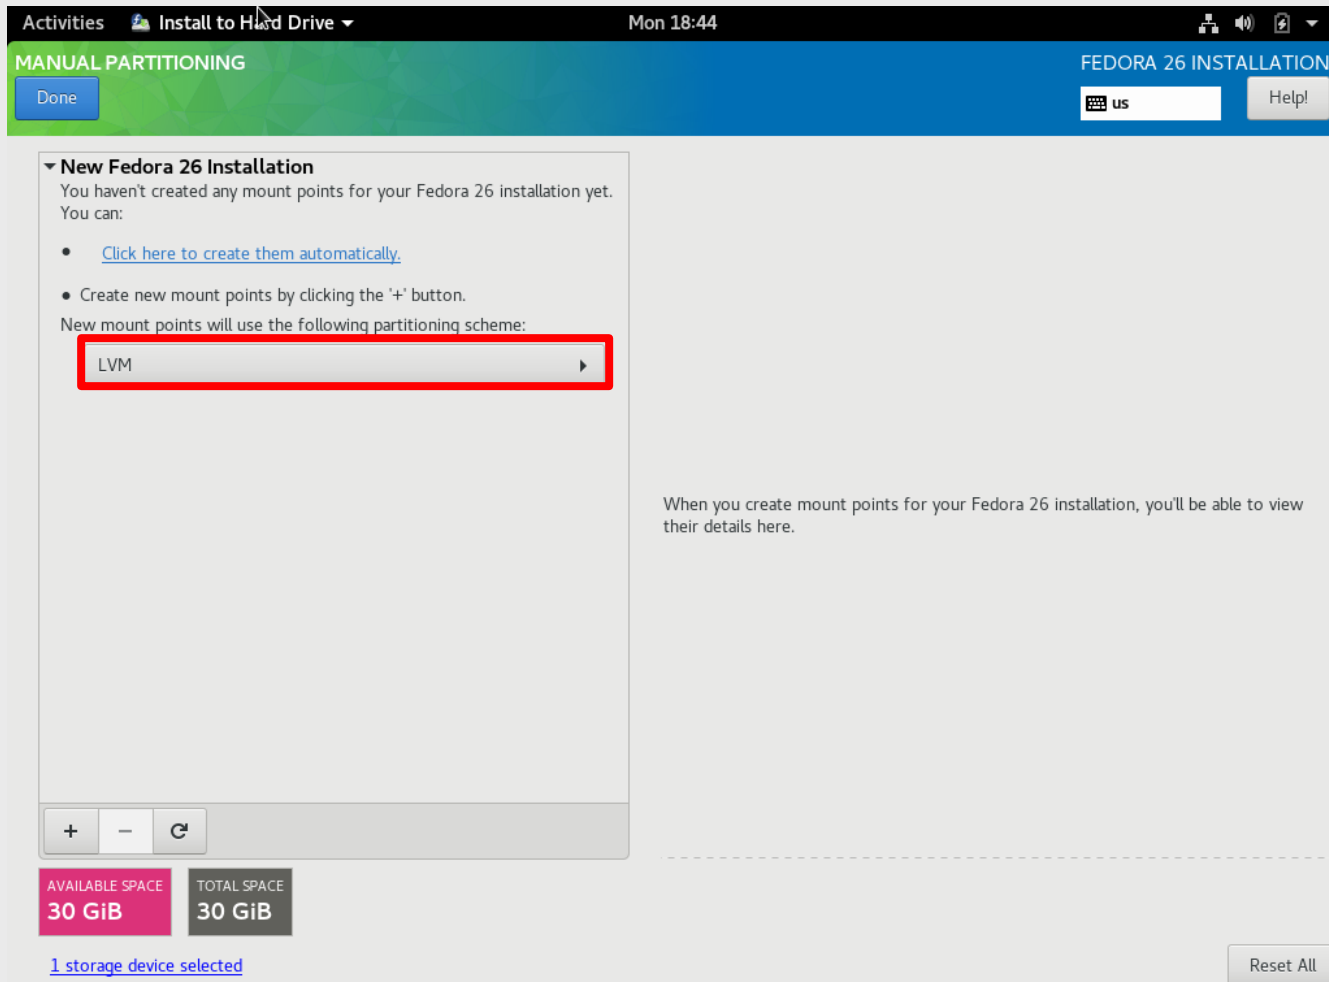 Activities Install to Hard Drive Mon 18:44
MANUAL PARTITIONING FEDORA 26 INSTALLATION
Done us Help!
New Fedora 26 Installation
You haven't created any mount points for your Fedora 26 installation yet.
You can:
• Click here to create them automatically.
• Create new mount points by clicking the '+' button.
New mount points will use the following partitioning scheme:
LVM
When you create mount points for your Fedora 26 installation, you'll be able to view
their details here.
+ −
AVAILABLE SPACE TOTAL SPACE
30 GiB 30 GiB
1 storage device selected Reset All